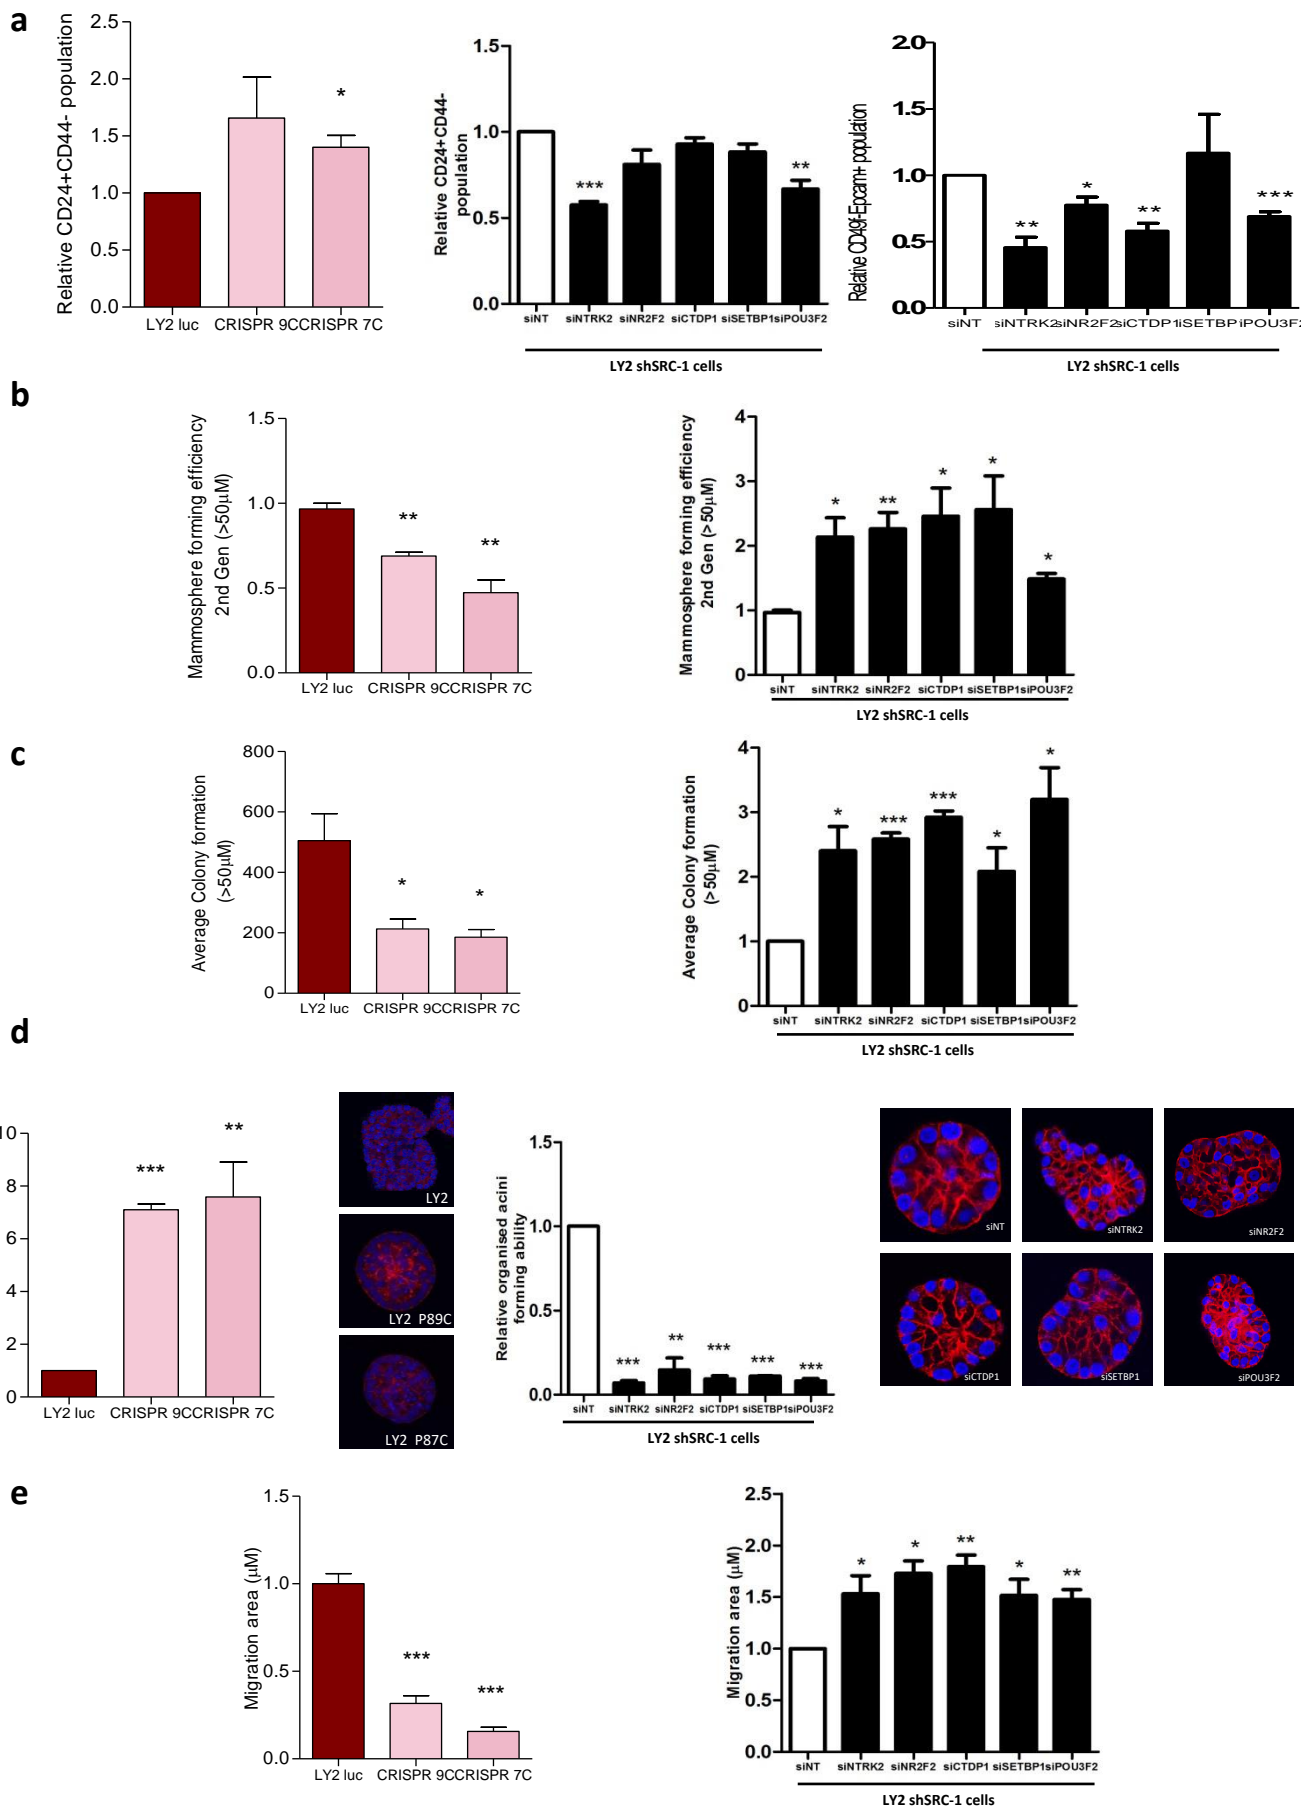 a
Relative CD24+CD44- population
2.5
2.0
1.5
1.0
0.5
0.0
*
LY2 luc
CRISPR 9C
CRISPR 7C
Relative CD24+CD44-
population
1.5
1.0
0.5
0.0
***
**
siNT
siNTRK2
siNR2F2
siCTDP1
siSETBP1
siPOU3F2
LY2 shSRC-1 cells
Relative CD49f-Epcam+ population
2.0
1.5
1.0
0.5
0.0
**
*
**
***
siNT
siNTRK2
siNR2F2
siCTDP1
iSETBP1
iPOU3F2
LY2 shSRC-1 cells
b
Mammosphere forming efficiency
2nd Gen (>50µM)
1.5
1.0
0.5
0.0
**
**
LY2 luc
CRISPR 9C
CRISPR 7C
Mammosphere forming efficiency
2nd Gen (>50µM)
4
3
2
1
0
*
**
*
*
*
siNT
siNTRK2
siNR2F2
siCTDP1
siSETBP1
siPOU3F2
LY2 shSRC-1 cells
c
Average Colony formation
(>50µM)
800
600
400
200
0
*
*
LY2 luc
CRISPR 9C
CRISPR 7C
Average Colony formation
(>50µM)
4
3
2
1
0
*
***
***
*
*
siNT
siNTRK2
siNR2F2
siCTDP1
siSETBP1
siPOU3F2
LY2 shSRC-1 cells
d
10
8
6
4
2
0
***
**
LY2 luc
CRISPR 9C
CRISPR 7C
LY2
LY2 P89C
LY2 P87C
Relative organised acini
forming ability
1.5
1.0
0.5
0.0
***
**
***
***
***
siNT
siNTRK2
siNR2F2
siCTDP1
siSETBP1
siPOU3F2
LY2 shSRC-1 cells
siNT
siNTRK2
siNR2F2
siCTDP1
siSETBP1
siPOU3F2
e
Migration area (µM)
1.5
1.0
0.5
0.0
***
***
LY2 luc
CRISPR 9C
CRISPR 7C
Migration area (µM)
2.5
2.0
1.5
1.0
0.5
0.0
*
*
**
*
**
siNT
siNTRK2
siNR2F2
siCTDP1
siSETBP1
siPOU3F2
LY2 shSRC-1 cells